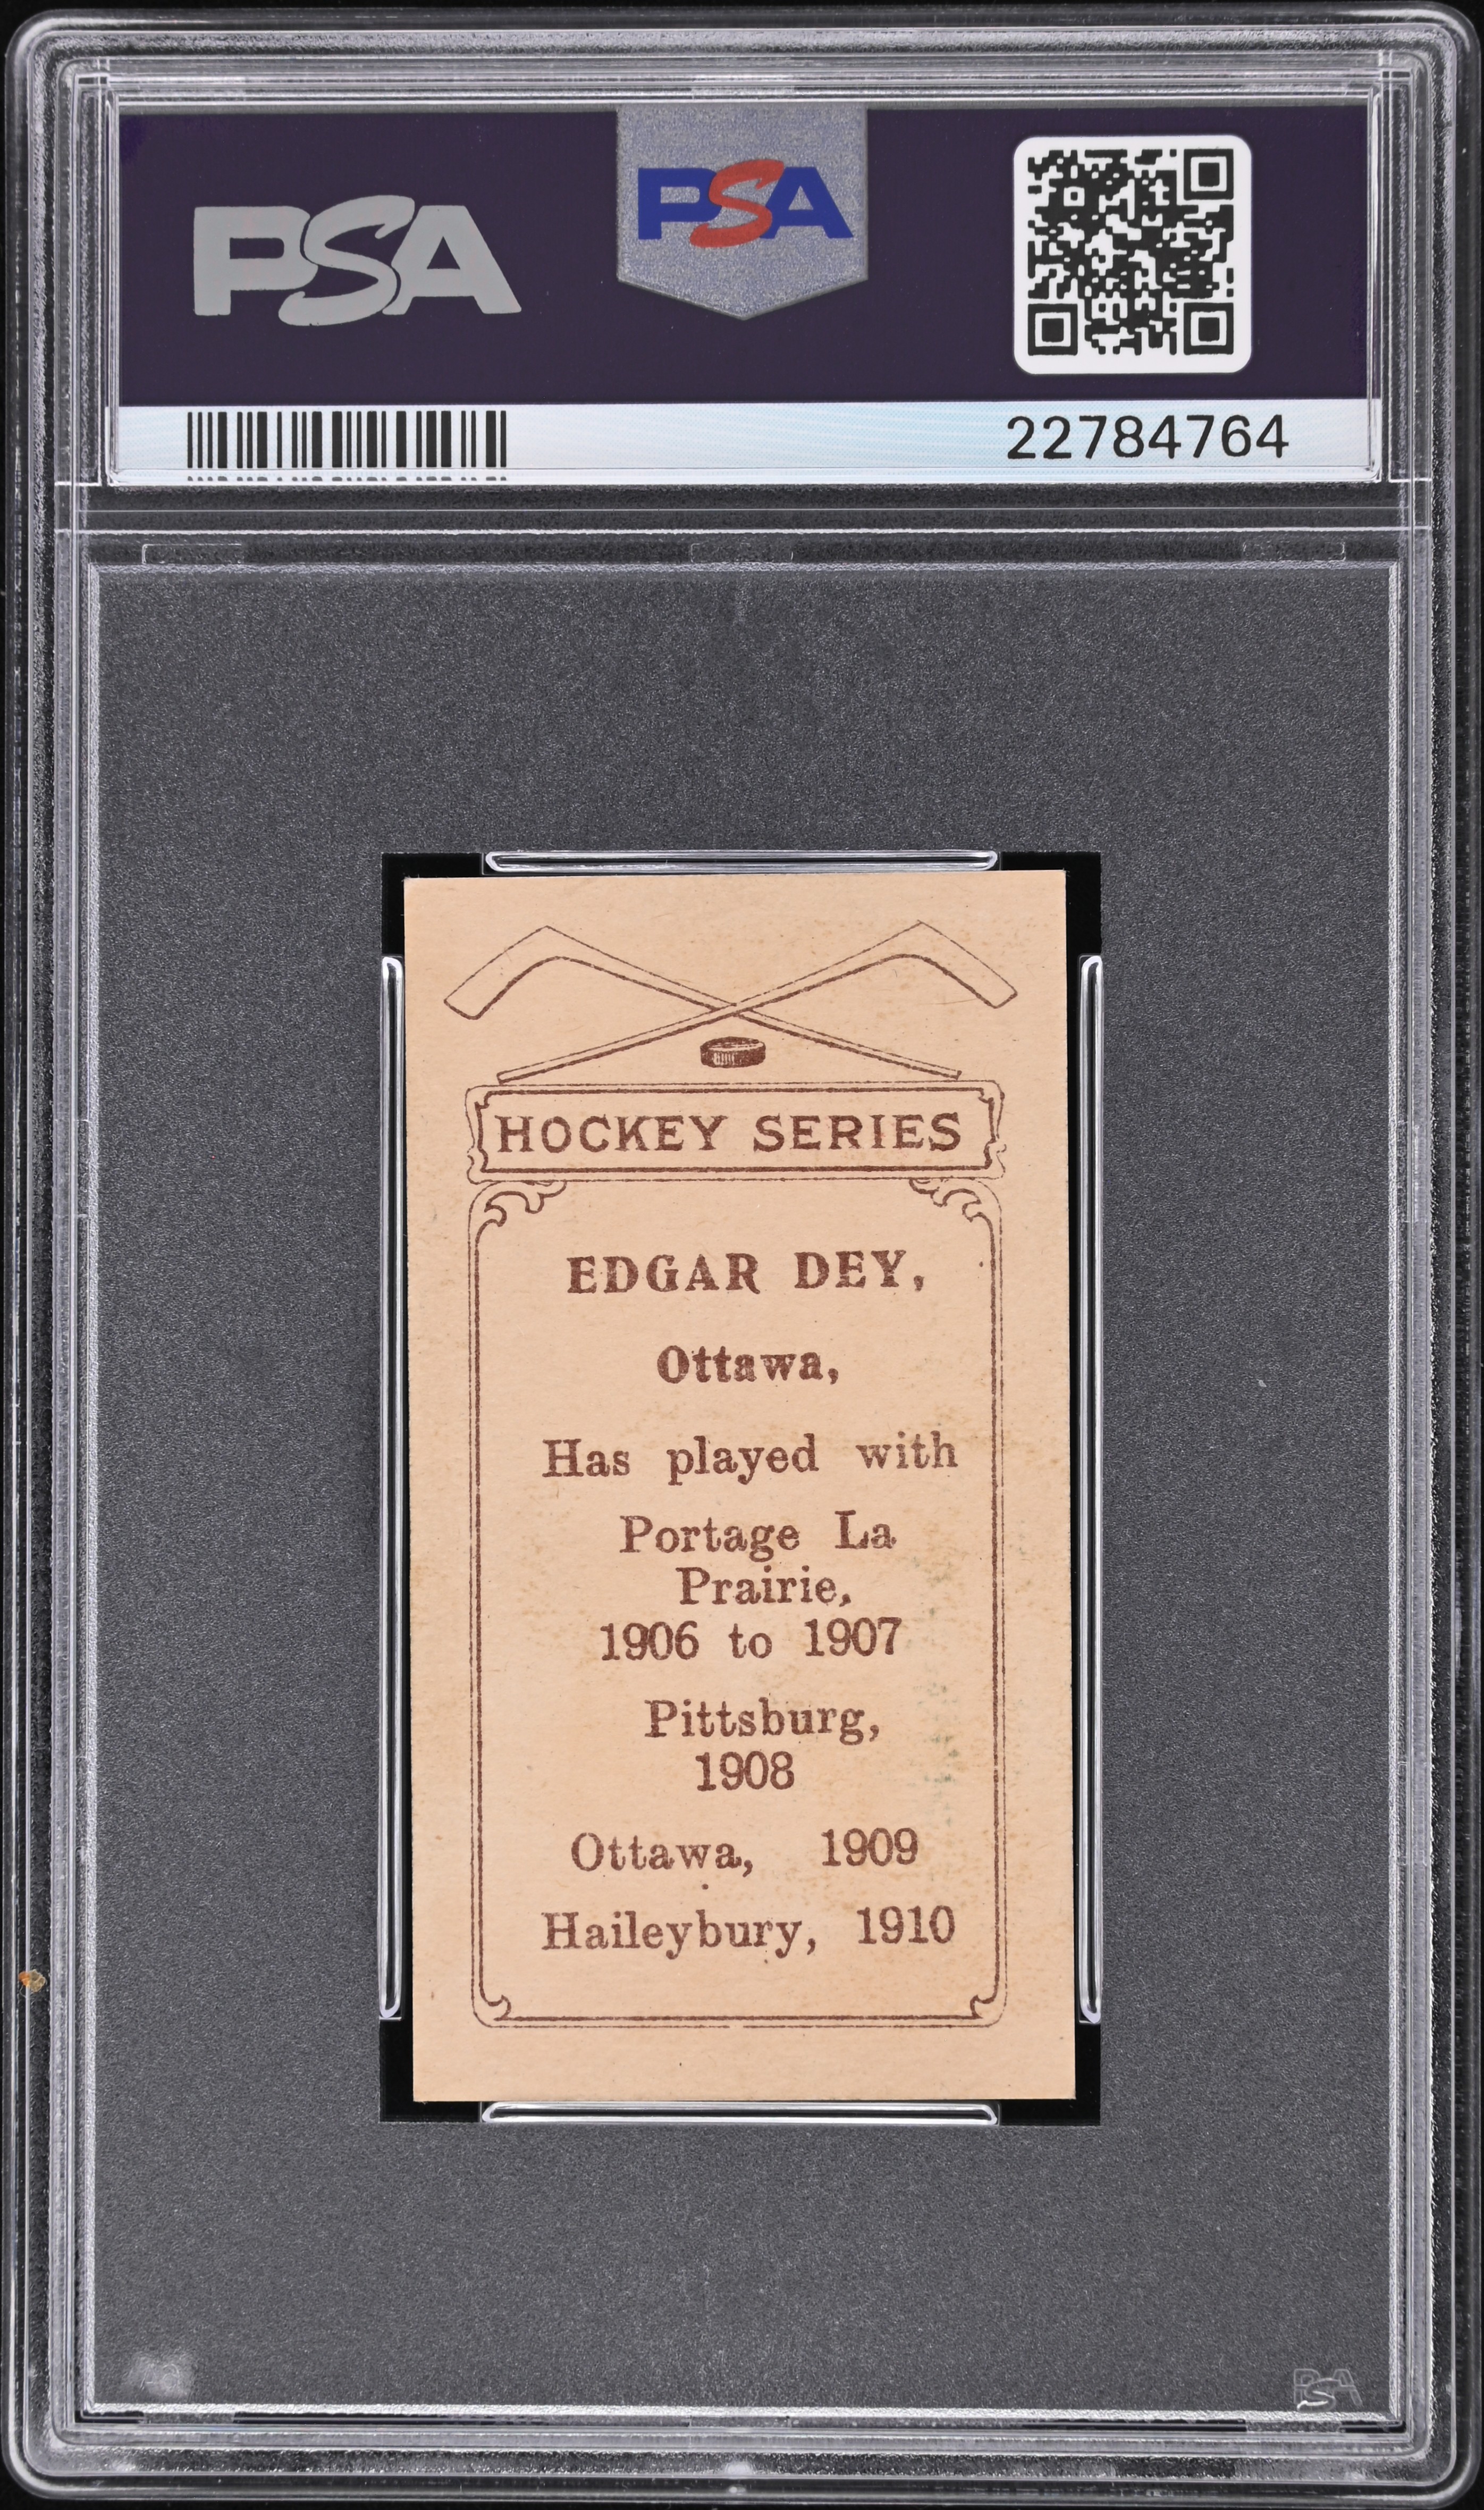 PSA
PSA
22784764
HOCKEY SERIES
EDGAR DEY,
Ottawa,
Has played with
Portage La
Prairie,
1906 to 1907
Pittsburg,
1908
Ottawa, 1909
Haileybury, 1910
PSA